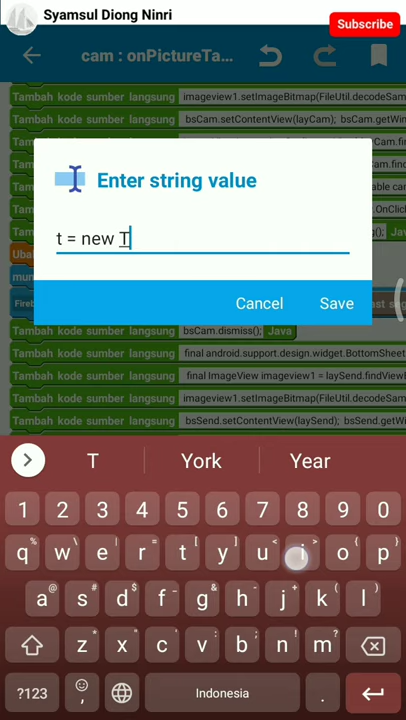 Syamsul Diong Ninri
Subscribe
cam : onPictureTa...
Tambah kode sumber langsung imageview1.setImageBitmap(FileUtil.decodeSam
Tambah kode sumber langsung bsCam.setContentView(layCam); bsCam.getWin
Enter string value
t = new T
Cancel Save
Tambah kode sumber langsung bsCam.dismiss(); Java
Tambah kode sumber langsung final android.support.design.widget.BottomSheet
Tambah kode sumber langsung final ImageView imageview1 = laySend.findViewB
Tambah kode sumber langsung imageview1.setImageBitmap(FileUtil.decodeSam
Tambah kode sumber langsung bsSend.setContentView(laySend); bsSend.getWi
T York Year
1 2 3 4 5 6 7 8 9 0
q w e r t y u i o p
a s d f g h j k l
z x c v b n m
?123 , Indonesia .